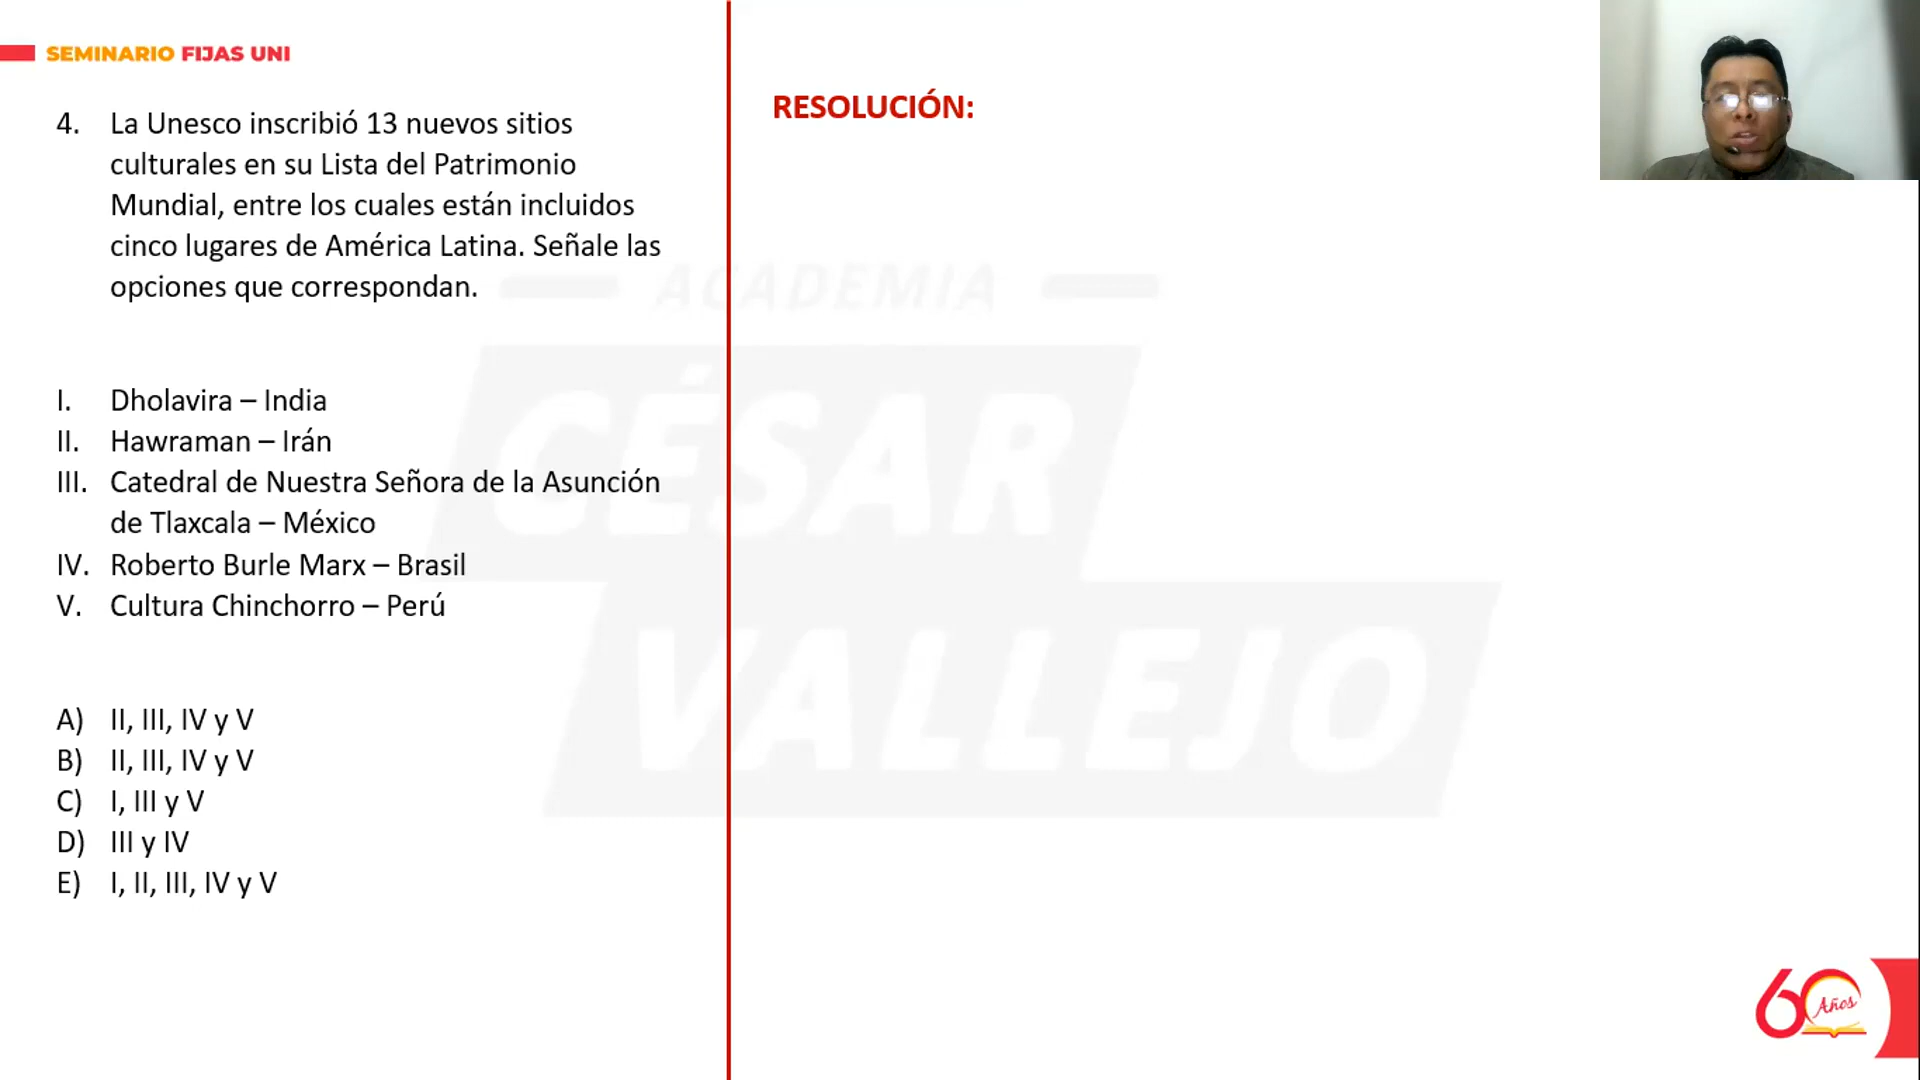 SEMINARIO FIJAS UNI
4. La Unesco inscribió 13 nuevos sitios
culturales en su Lista del Patrimonio
Mundial, entre los cuales están incluidos
cinco lugares de América Latina. Señale las
opciones que correspondan.
I. Dholavira – India
II. Hawraman – Irán
III. Catedral de Nuestra Señora de la Asunción
de Tlaxcala – México
IV. Roberto Burle Marx – Brasil
V. Cultura Chinchorro – Perú
A) II, III, IV y V
B) II, III, IV y V
C) I, III y V
D) III y IV
E) I, II, III, IV y V
RESOLUCIÓN:
ACADEMIA
CÉSAR
VALLEJO
60 Años